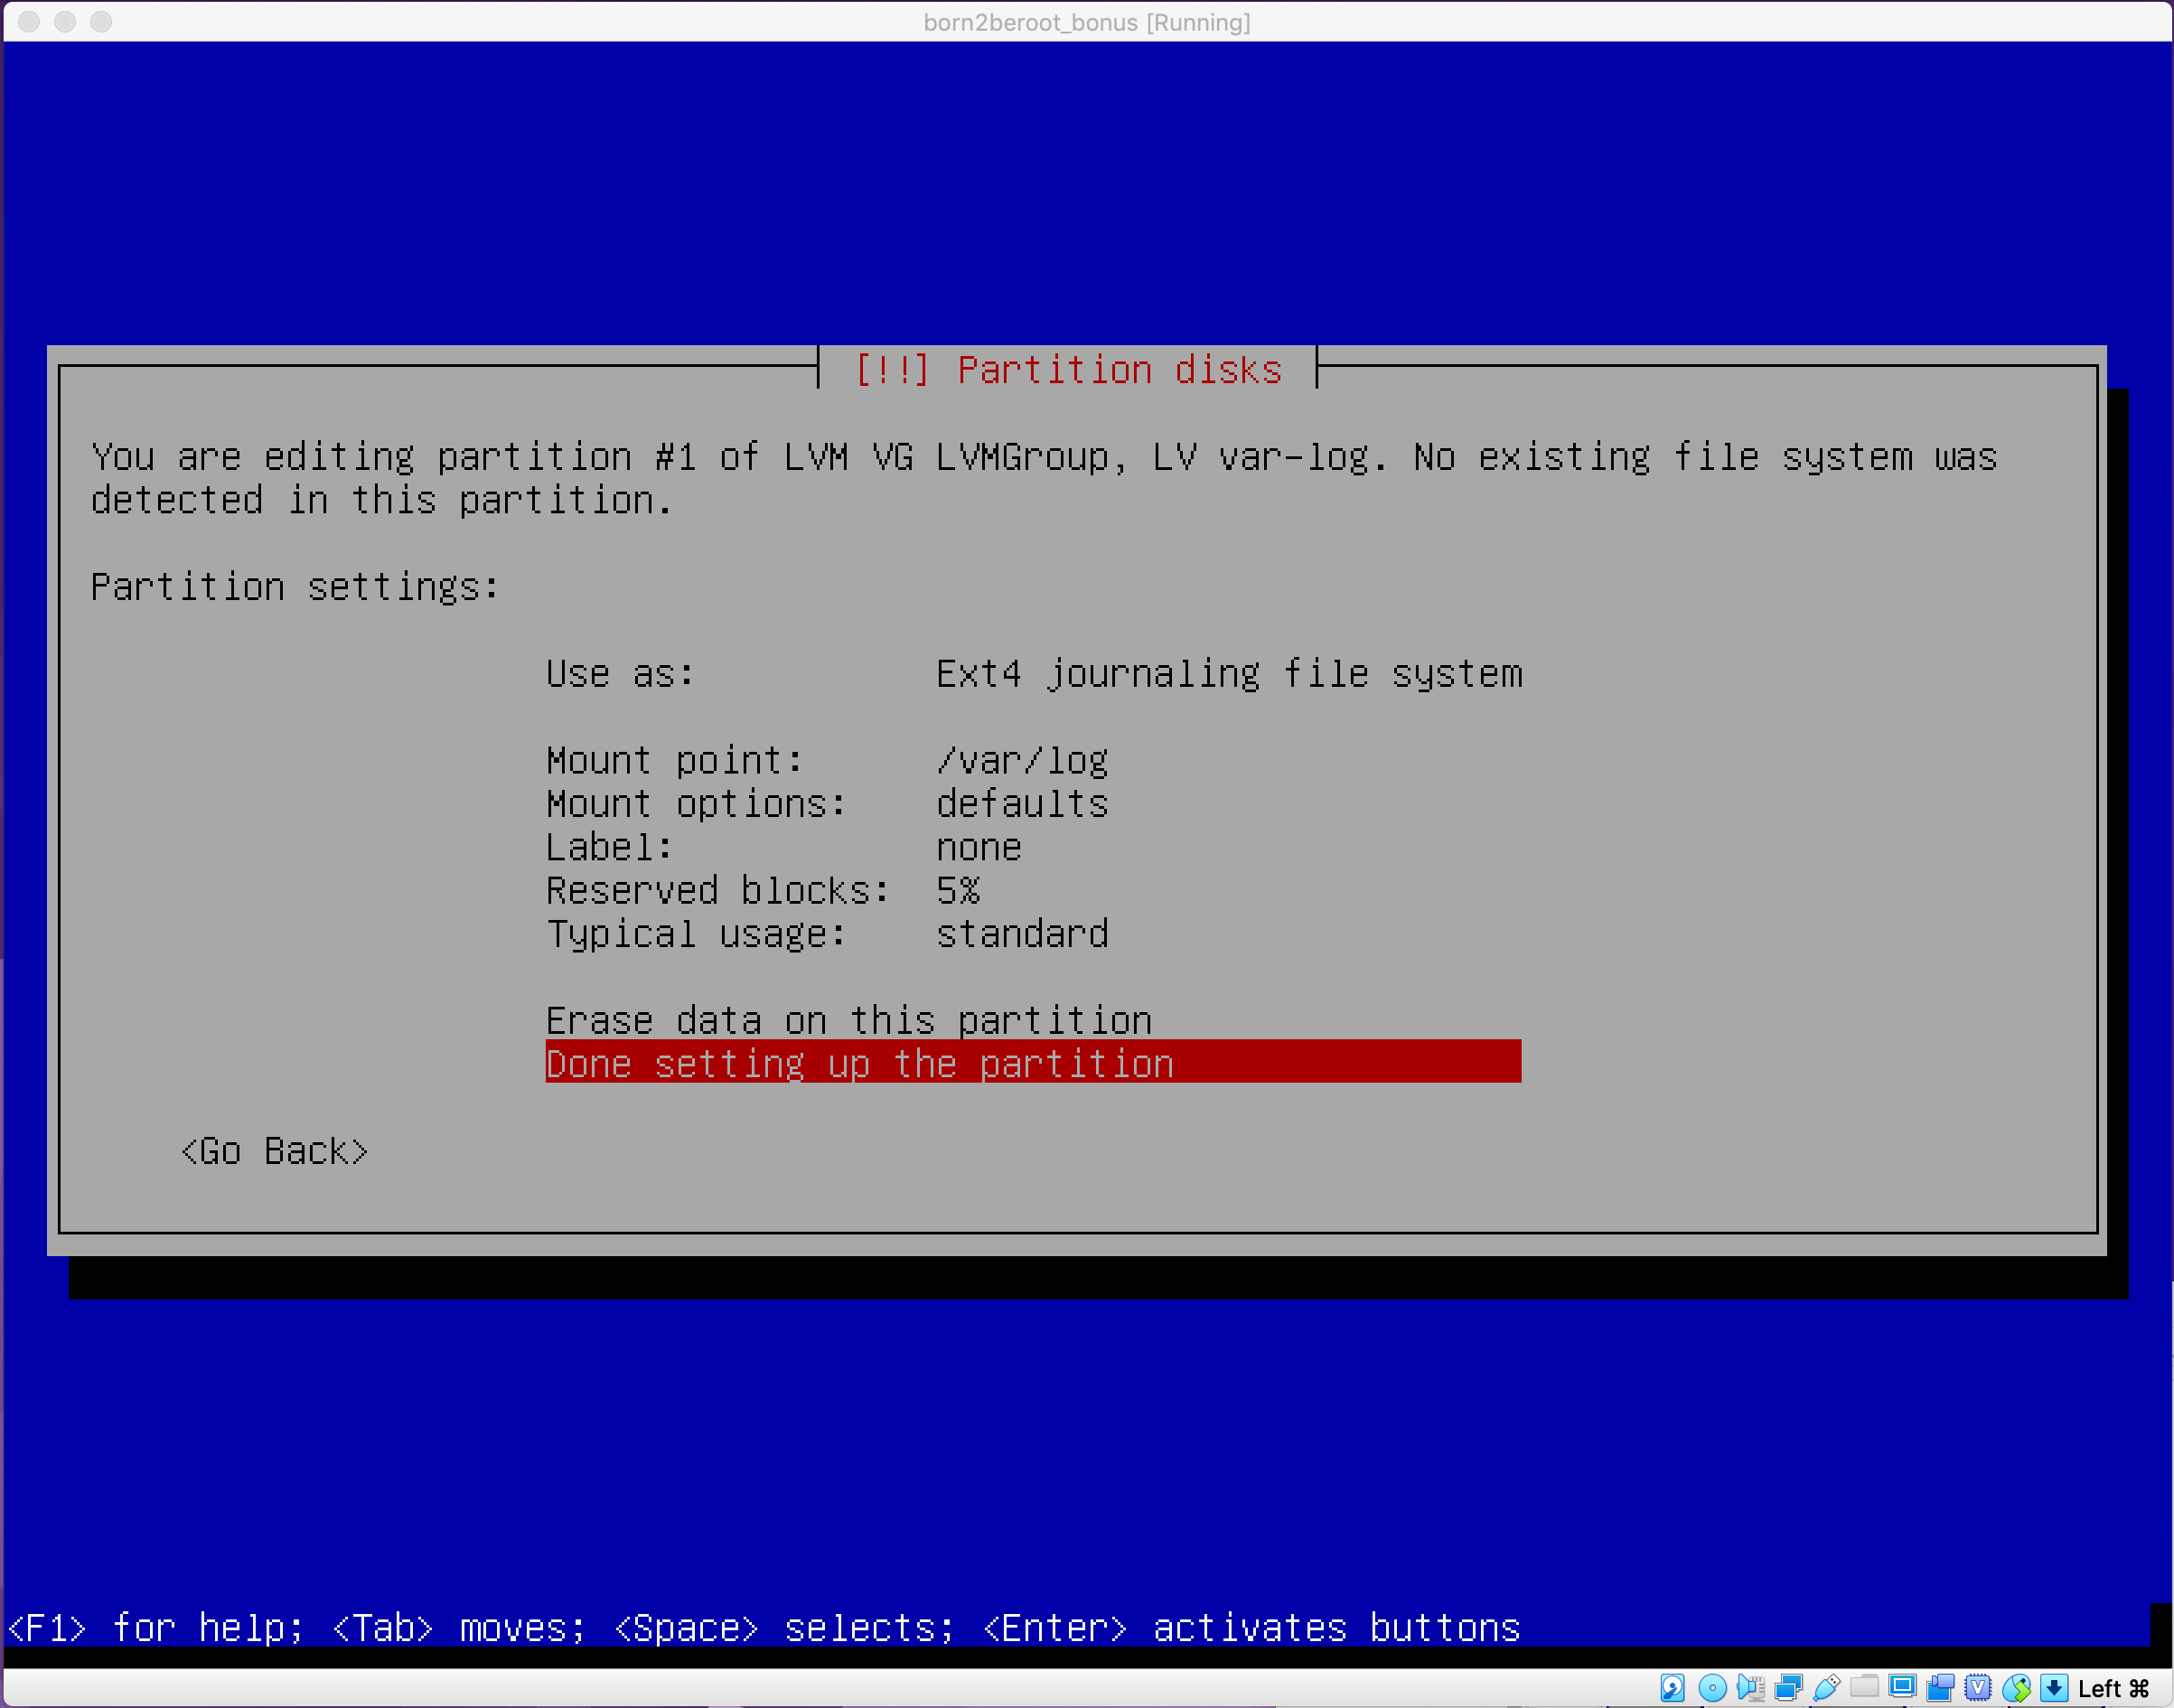 born2beroot_bonus [Running]
[!!] Partition disks
You are editing partition #1 of LVM VG LVMGroup, LV var-log. No existing file system was
detected in this partition.
Partition settings:
Use as: Ext4 journaling file system
Mount point: /var/log
Mount options: defaults
Label: none
Reserved blocks: 5%
Typical usage: standard
Erase data on this partition
Done setting up the partition
<Go Back>
<F1> for help; <Tab> moves; <Space> selects; <Enter> activates buttons
Left ⌘